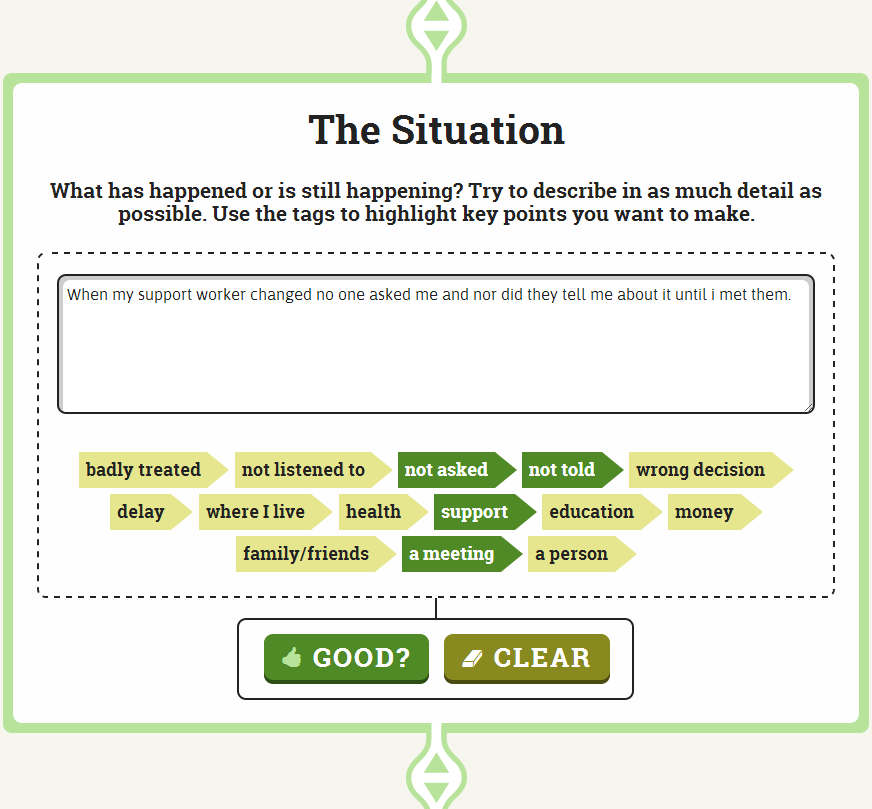 The Situation
What has happened or is still happening? Try to describe in as much detail as
possible. Use the tags to highlight key points you want to make.
When my support worker changed no one asked me and nor did they tell me about it until i met them.
badly treated not listened to not asked not told wrong decision
delay where I live health support education money
family/friends a meeting a person
GOOD? CLEAR